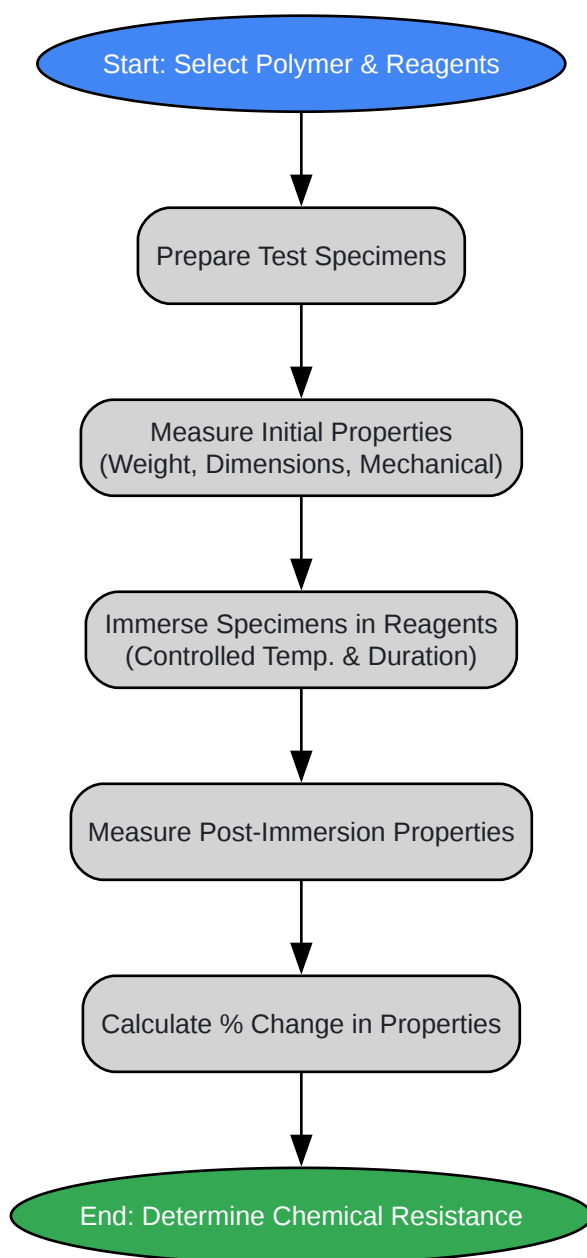 Start: Select Polymer & Reagents
Prepare Test Specimens
Measure Initial Properties
(Weight, Dimensions, Mechanical)
Immerse Specimens in Reagents
(Controlled Temp. & Duration)
Measure Post-Immersion Properties
Calculate % Change in Properties
End: Determine Chemical Resistance